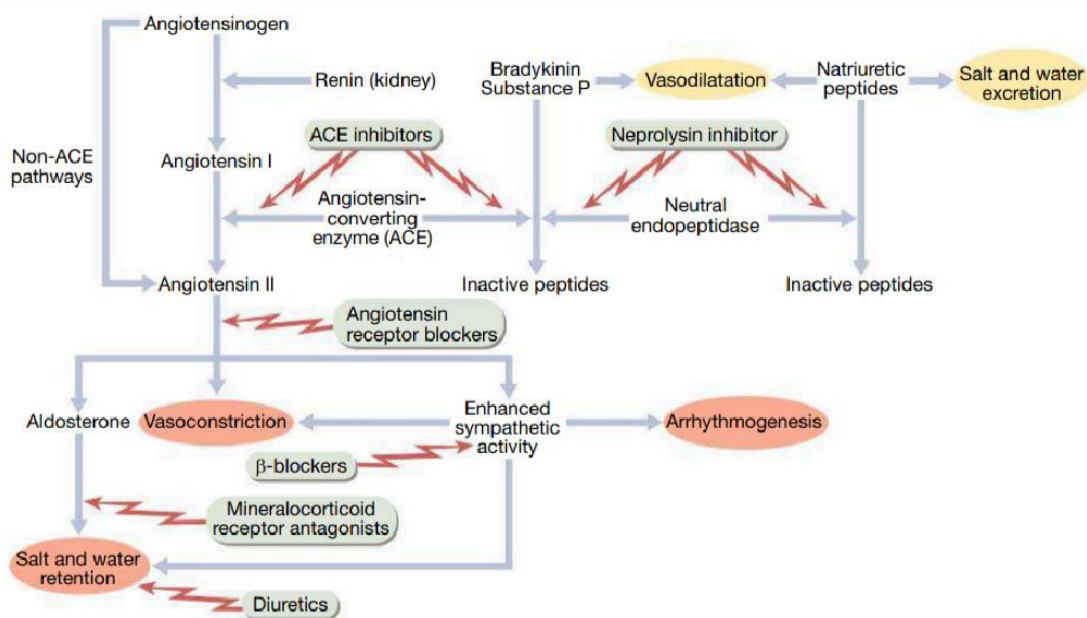 Angiotensinogen
Renin (kidney)
Bradykinin
Substance P
Vasodilatation
Natriuretic
peptides
Salt and water
excretion
ACE inhibitors
Neprolysin inhibitor
Non-ACE
pathways
Angiotensin I
Angiotensin-
converting
enzyme (ACE)
Neutral
endopeptidase
Angiotensin II
Inactive peptides
Inactive peptides
Angiotensin
receptor blockers
Aldosterone
Vasoconstriction
Enhanced
sympathetic
activity
Arrhythmogenesis
β-blockers
Mineralocorticoid
receptor antagonists
Salt and water
retention
Diuretics